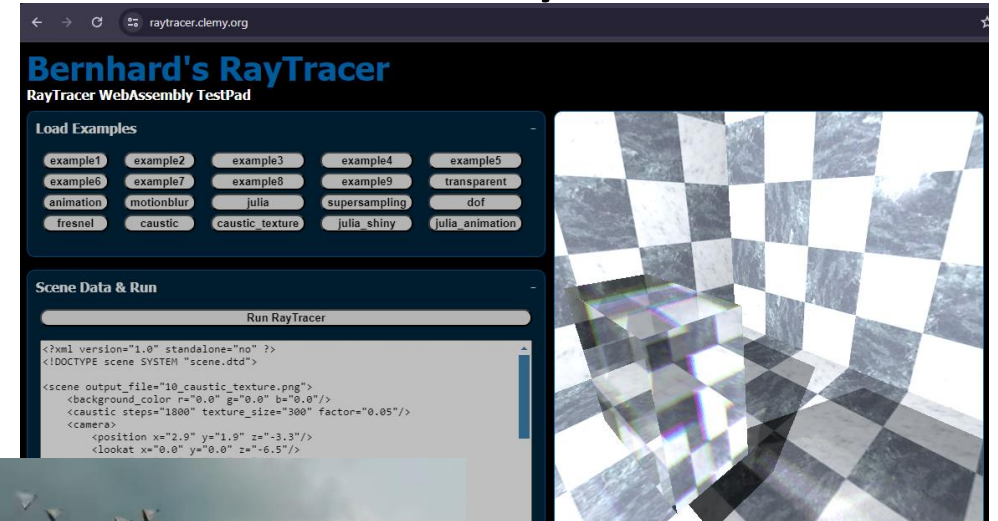 raytracer.clemy.org
Bernhard's RayTracer
RayTracer WebAssembly TestPad
Load Examples -
example1 example2 example3 example4 example5
example6 example7 example8 example9 transparent
animation motionblur julia supersampling dof
fresnel caustic caustic_texture julia_shiny julia_animation
Scene Data & Run -
Run RayTracer
<?xml version="1.0" standalone="no" ?>
<!DOCTYPE scene SYSTEM "scene.dtd">
<scene output_file="10_caustic_texture.png">
<background_color r="0.0" g="0.0" b="0.0"/>
<caustic steps="1800" texture_size="300" factor="0.05"/>
<camera>
<position x="2.9" y="1.9" z="-3.3"/>
<lookat x="0.0" y="0.0" z="-6.5"/>